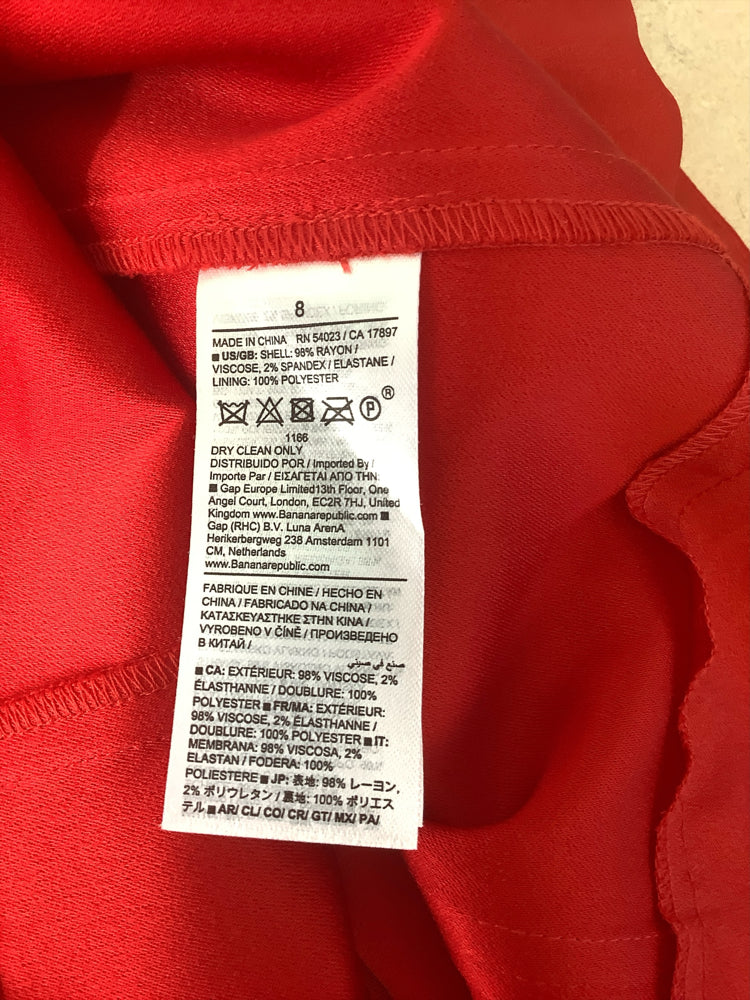 8
MADE IN CHINA RN 54023 / CA 17897
■ US/GB: SHELL: 98% RAYON /
VISCOSE, 2% SPANDEX / ELASTANE /
LINING: 100% POLYESTER
P ®
1166
DRY CLEAN ONLY
DISTRIBUIDO POR / Imported By /
Importe Par / ΕΙΣΑΓΕΤΑΙ ΑΠΟ ΤΗΝ:
■ Gap Europe Limited13th Floor, One
Angel Court, London, EC2R 7HJ, United
Kingdom www.Bananarepublic.com ■
Gap (RHC) B.V. Luna ArenA
Herikerbergweg 238 Amsterdam 1101
CM, Netherlands
www.Bananarepublic.com
FABRIQUE EN CHINE / HECHO EN
CHINA / FABRICADO NA CHINA /
ΚΑΤΑΣΚΕΥΑΣΤΗΚΕ ΣΤΗΝ ΚΙΝΑ /
VYROBENO V ČÍNĚ / ПРОИЗВЕДЕНО
В КИТАЙ /
صنع في صيني
■ CA: EXTÉRIEUR: 98% VISCOSE, 2%
ÉLASTHANNE / DOUBLURE: 100%
POLYESTER ■ FR/MA: EXTÉRIEUR:
98% VISCOSE, 2% ÉLASTHANNE /
DOUBLURE: 100% POLYESTER ■ IT:
MEMBRANA: 98% VISCOSA, 2%
ELASTAN / FODERA: 100%
POLIESTERE ■ JP: 表地: 98% レーヨン,
2% ポリウレタン / 裏地: 100% ポリエス
テル ■ AR/ CL/ CO/ CR/ GT/ MX/ PA/